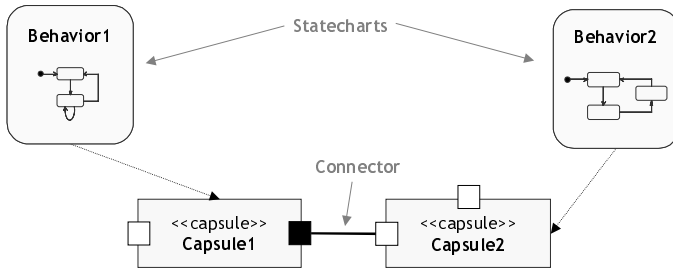 Statecharts
Behavior1
Behavior2
Connector
<<capsule>>
Capsule1
<<capsule>>
Capsule2